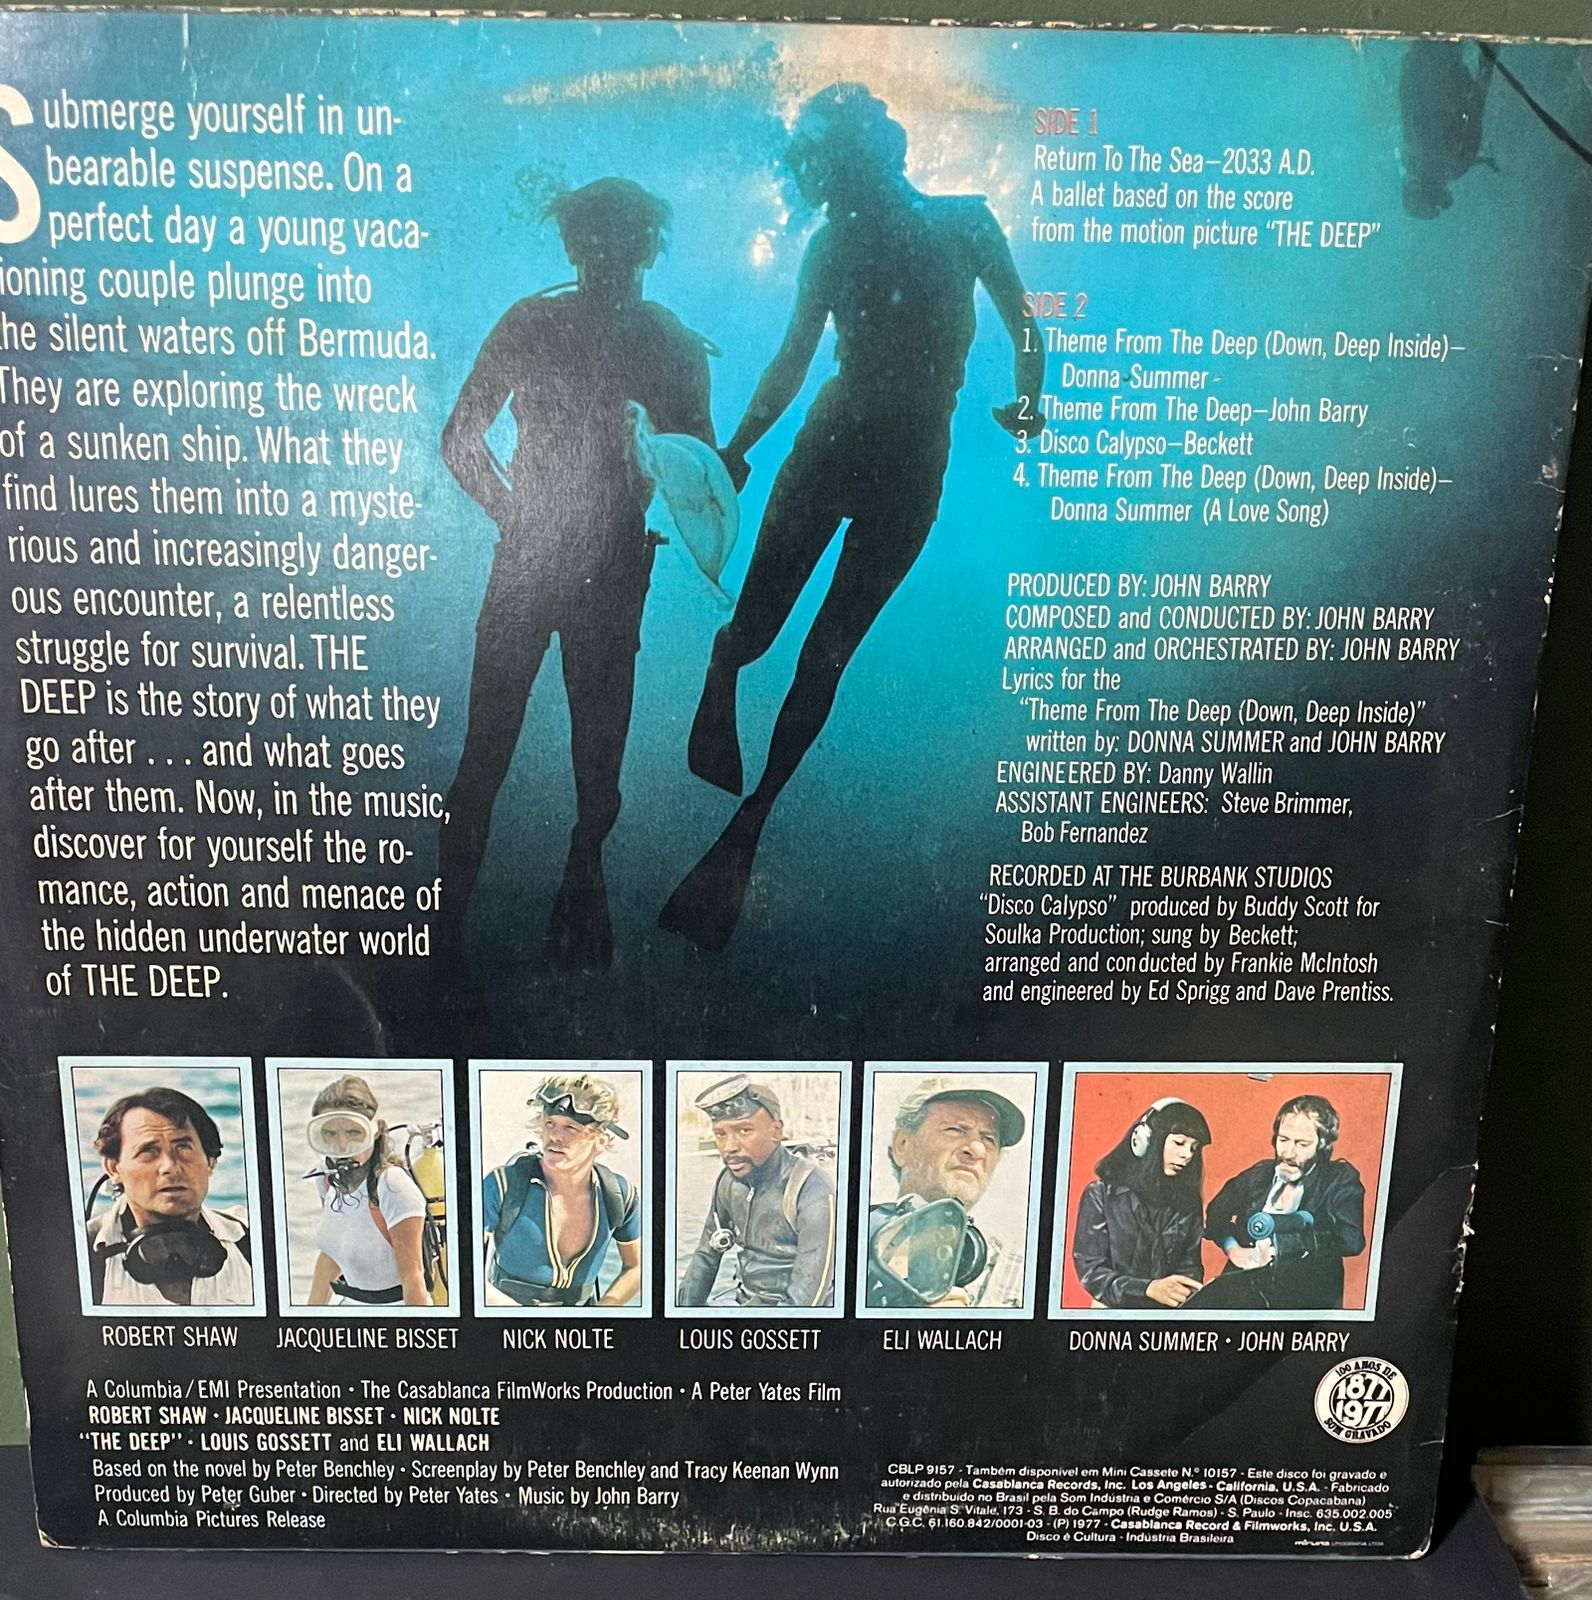 Submerge yourself in un-
bearable suspense. On a
perfect day a young vaca-
ioning couple plunge into
he silent waters off Bermuda.
They are exploring the wreck
of a sunken ship. What they
find lures them into a myste-
rious and increasingly danger-
ous encounter, a relentless
struggle for survival. THE
DEEP is the story of what they
go after . . . and what goes
after them. Now, in the music,
discover for yourself the ro-
mance, action and menace of
the hidden underwater world
of THE DEEP.
SIDE 1
Return To The Sea—2033 A.D.
A ballet based on the score
from the motion picture “THE DEEP”
SIDE 2
1. Theme From The Deep (Down, Deep Inside)—
Donna Summer -
2. Theme From The Deep—John Barry
3. Disco Calypso—Beckett
4. Theme From The Deep (Down, Deep Inside)—
Donna Summer (A Love Song)
PRODUCED BY: JOHN BARRY
COMPOSED and CONDUCTED BY: JOHN BARRY
ARRANGED and ORCHESTRATED BY: JOHN BARRY
Lyrics for the
“Theme From The Deep (Down, Deep Inside)”
written by: DONNA SUMMER and JOHN BARRY
ENGINEERED BY: Danny Wallin
ASSISTANT ENGINEERS: Steve Brimmer,
Bob Fernandez
RECORDED AT THE BURBANK STUDIOS
“Disco Calypso” produced by Buddy Scott for
Soulka Production; sung by Beckett;
arranged and conducted by Frankie McIntosh
and engineered by Ed Sprigg and Dave Prentiss.
ROBERT SHAW
JACQUELINE BISSET
NICK NOLTE
LOUIS GOSSETT
ELI WALLACH
DONNA SUMMER • JOHN BARRY
A Columbia/EMI Presentation • The Casablanca FilmWorks Production • A Peter Yates Film
ROBERT SHAW • JACQUELINE BISSET • NICK NOLTE
“THE DEEP” • LOUIS GOSSETT and ELI WALLACH
Based on the novel by Peter Benchley • Screenplay by Peter Benchley and Tracy Keenan Wynn
Produced by Peter Guber • Directed by Peter Yates • Music by John Barry
A Columbia Pictures Release
100 ANOS DE
1877
1977
SOM GRAVADO
CBLP 9157 - Também disponível em Mini Cassete N.º 10157 - Este disco foi gravado e
autorizado pela Casablanca Records, Inc. Los Angeles - California, U.S.A. - Fabricado
e distribuído no Brasil pela Som Indústria e Comércio S/A (Discos Copacabana)
Rua Eugênia S. Vitale, 173 - S. B. do Campo (Rudge Ramos) - S. Paulo - Insc. 635.002.005
C.G.C. 61.160.842/0001-03 - (P) 1977 - Casablanca Record & Filmworks, Inc. U.S.A.
Disco é Cultura - Indústria Brasileira